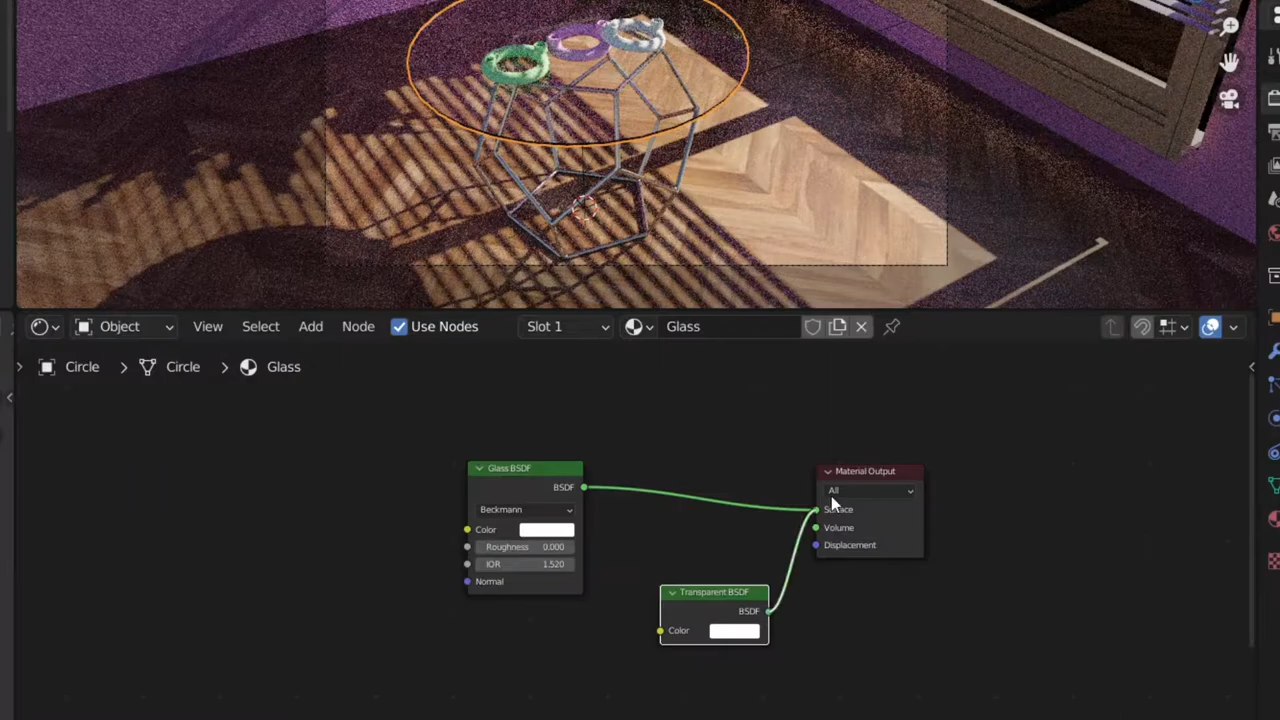 Object View Select Add Node Use Nodes Slot 1 Glass
Circle Circle Glass
Glass BSDF
BSDF
Beckmann
Color
Roughness 0.000
IOR 1.520
Normal
Material Output
All
Surface
Volume
Displacement
Transparent BSDF
BSDF
Color